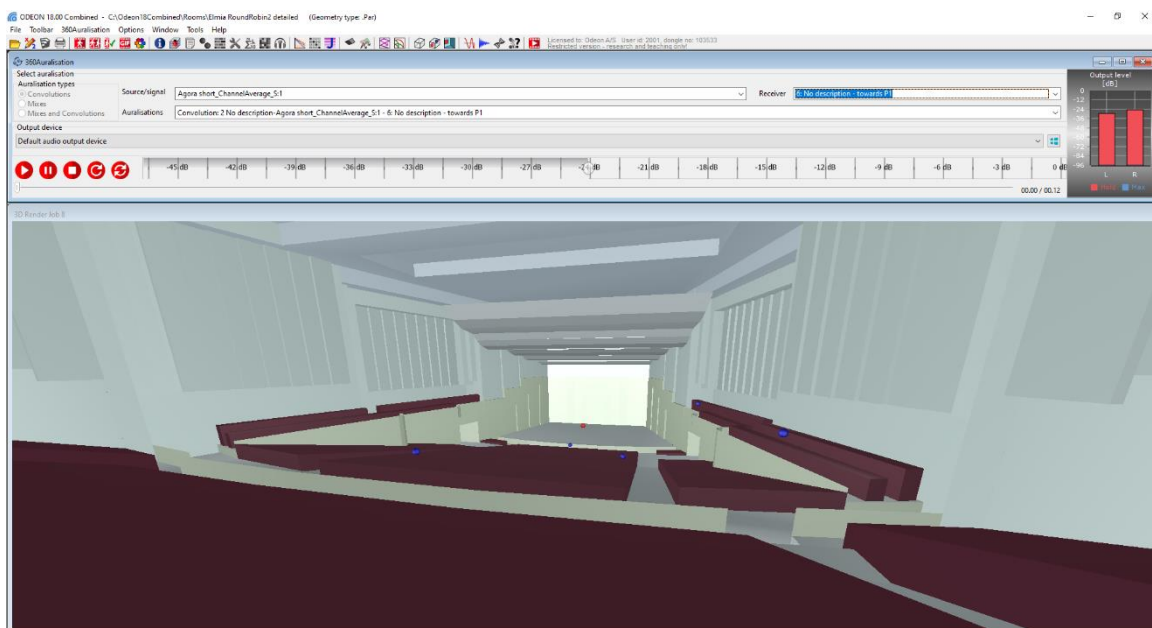 ODEON 18.00 Combined - C:\Odeon18Combined\Rooms\Elmia RoundRobin2 detailed (Geometry type: .Par)
File Toolbar 360Auralisation Options Window Tools Help
Licensed to: Odeon A/S User id: 2001, dongle no: 103033
Restricted version - research and teaching only!
360Auralisation
Select auralisation
Auralisation types
Convolutions
Mixes
Mixes and Convolutions
Source/signal Agora short_ChannelAverage_S:1 Receiver 6: No description - towards P1
Auralisations Convolution: 2 No description-Agora short_ChannelAverage_S:1 - 6: No description - towards P1
Output device
Default audio output device
-45 dB -42 dB -39 dB -36 dB -33 dB -30 dB -27 dB -21 dB -18 dB -15 dB -12 dB -9 dB -6 dB -3 dB 0 dB
00.00 / 00.12
Output level
[dB]
0
-12
-24
-36
-48
-60
-72
-84
-96
L R
Max
3D Render Job 8